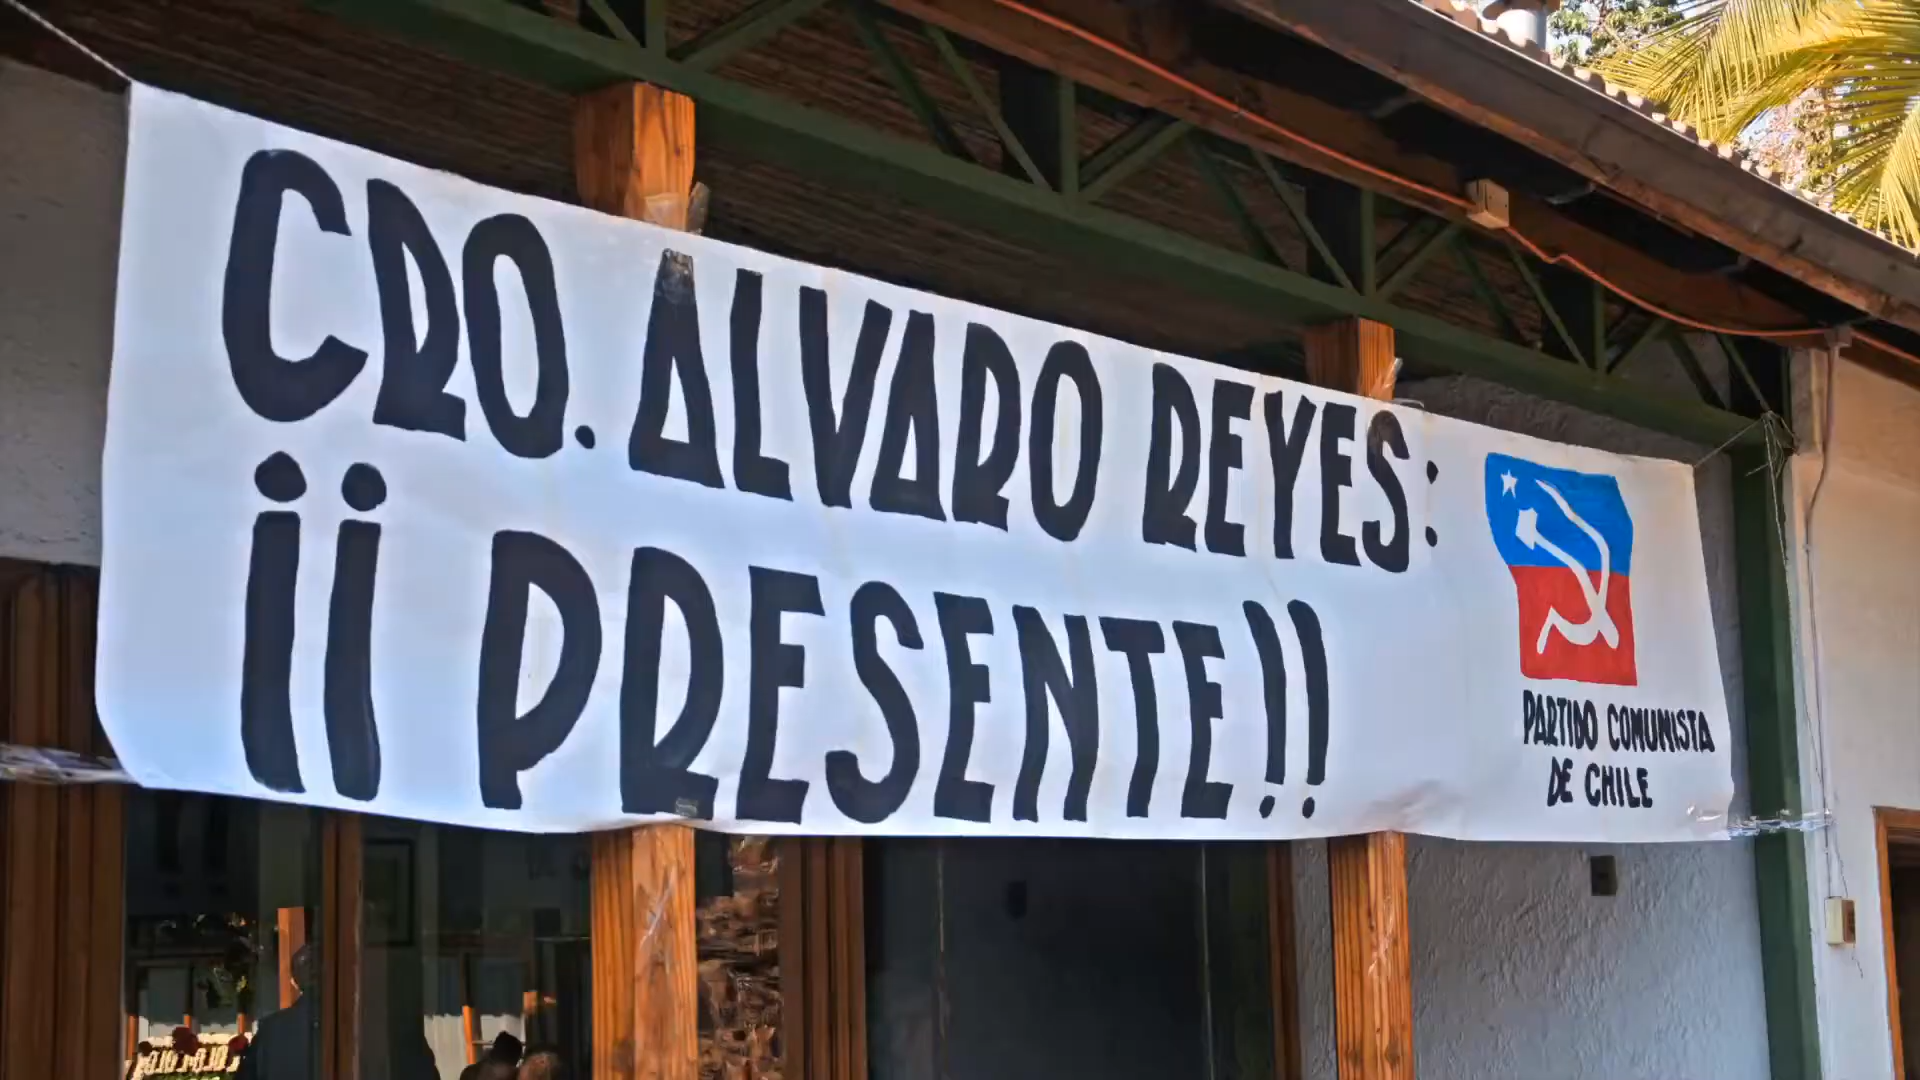 CRO. ALVARO REYES:
¡¡ PRESENTE !!
PARTIDO COMUNISTA
DE CHILE